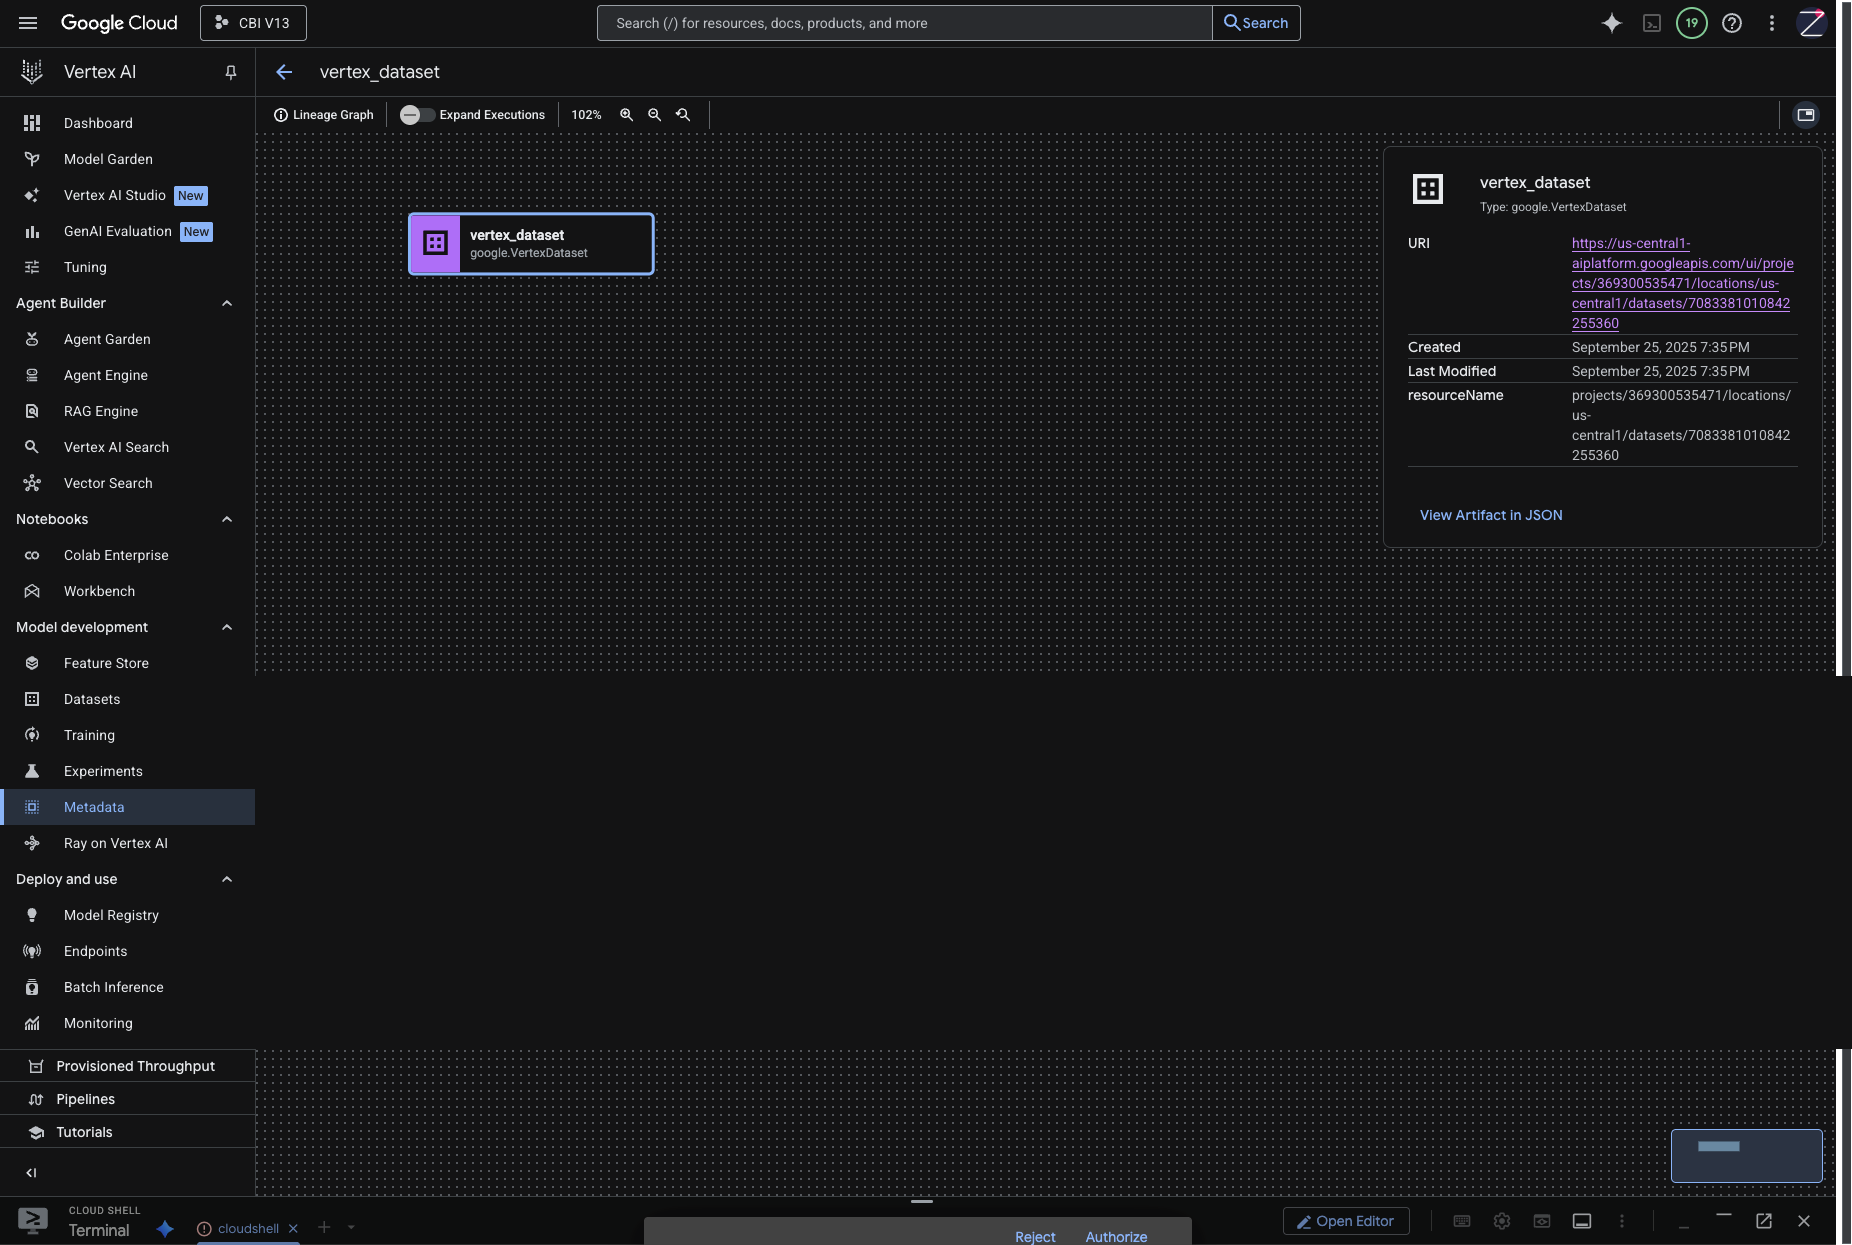 Google Cloud
CBI V13
Search (/) for resources, docs, products, and more
Search
19
Vertex AI
vertex_dataset
Lineage Graph
Expand Executions
102%
Dashboard
Model Garden
Vertex AI Studio New
GenAI Evaluation New
Tuning
Agent Builder
Agent Garden
Agent Engine
RAG Engine
Vertex AI Search
Vector Search
Notebooks
Colab Enterprise
Workbench
Model development
Feature Store
Datasets
Training
Experiments
Metadata
Ray on Vertex AI
Deploy and use
Model Registry
Endpoints
Batch Inference
Monitoring
Provisioned Throughput
Pipelines
Tutorials
vertex_dataset
google.VertexDataset
vertex_dataset
Type: google.VertexDataset
URI
https://us-central1-
aiplatform.googleapis.com/ui/proje
cts/369300535471/locations/us-
central1/datasets/7083381010842
255360
Created
September 25, 2025 7:35 PM
Last Modified
September 25, 2025 7:35 PM
resourceName
projects/369300535471/locations/
us-
central1/datasets/7083381010842
255360
View Artifact in JSON
CLOUD SHELL
Terminal
cloudshell
Reject
Authorize
Open Editor